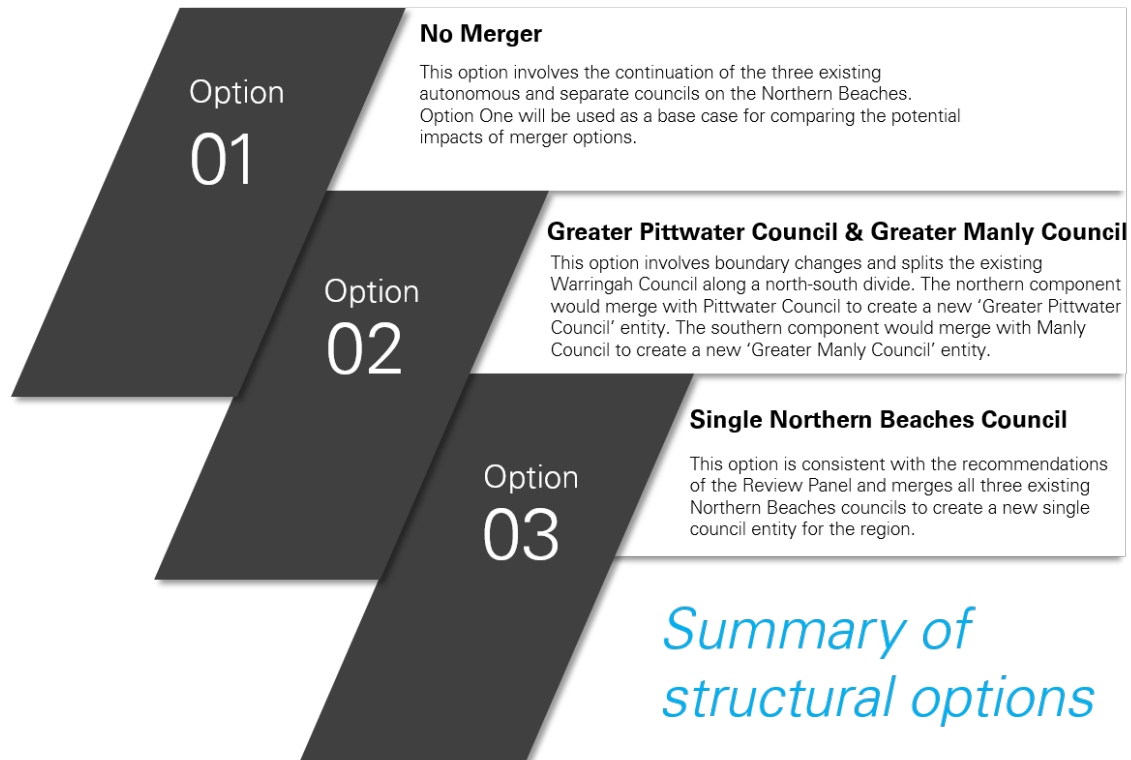 Option
01
No Merger
This option involves the continuation of the three existing
autonomous and separate councils on the Northern Beaches.
Option One will be used as a base case for comparing the potential
impacts of merger options.
Option
02
Greater Pittwater Council & Greater Manly Council
This option involves boundary changes and splits the existing
Warringah Council along a north-south divide. The northern component
would merge with Pittwater Council to create a new ‘Greater Pittwater
Council’ entity. The southern component would merge with Manly
Council to create a new ‘Greater Manly Council’ entity.
Option
03
Single Northern Beaches Council
This option is consistent with the recommendations
of the Review Panel and merges all three existing
Northern Beaches councils to create a new single
council entity for the region.
Summary of
structural options